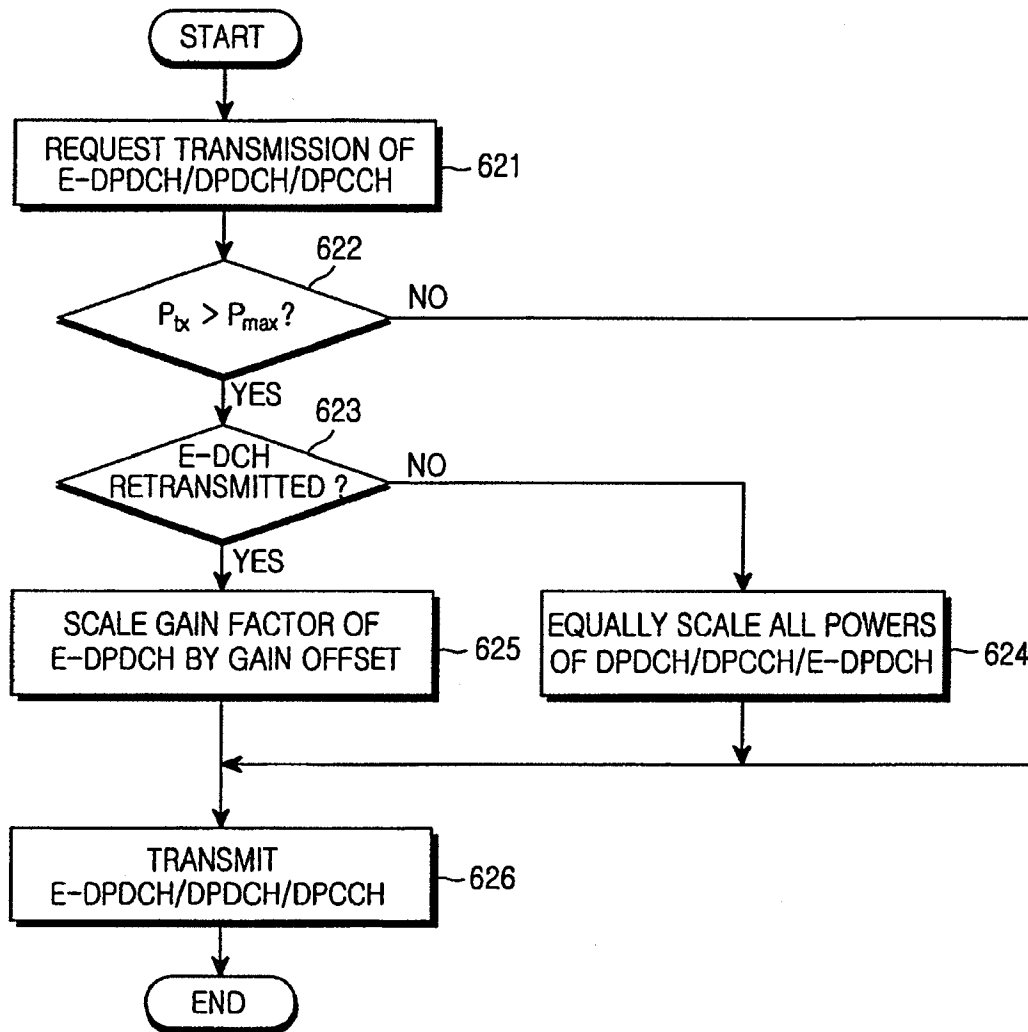 START
REQUEST TRANSMISSION OF
E-DPDCH/DPDCH/DPCCH
621
622
Ptx > Pmax?
NO
YES
623
E-DCH
RETRANSMITTED ?
NO
YES
SCALE GAIN FACTOR OF
E-DPDCH BY GAIN OFFSET
625
EQUALLY SCALE ALL POWERS
OF DPDCH/DPCCH/E-DPDCH
624
TRANSMIT
E-DPDCH/DPDCH/DPCCH
626
END